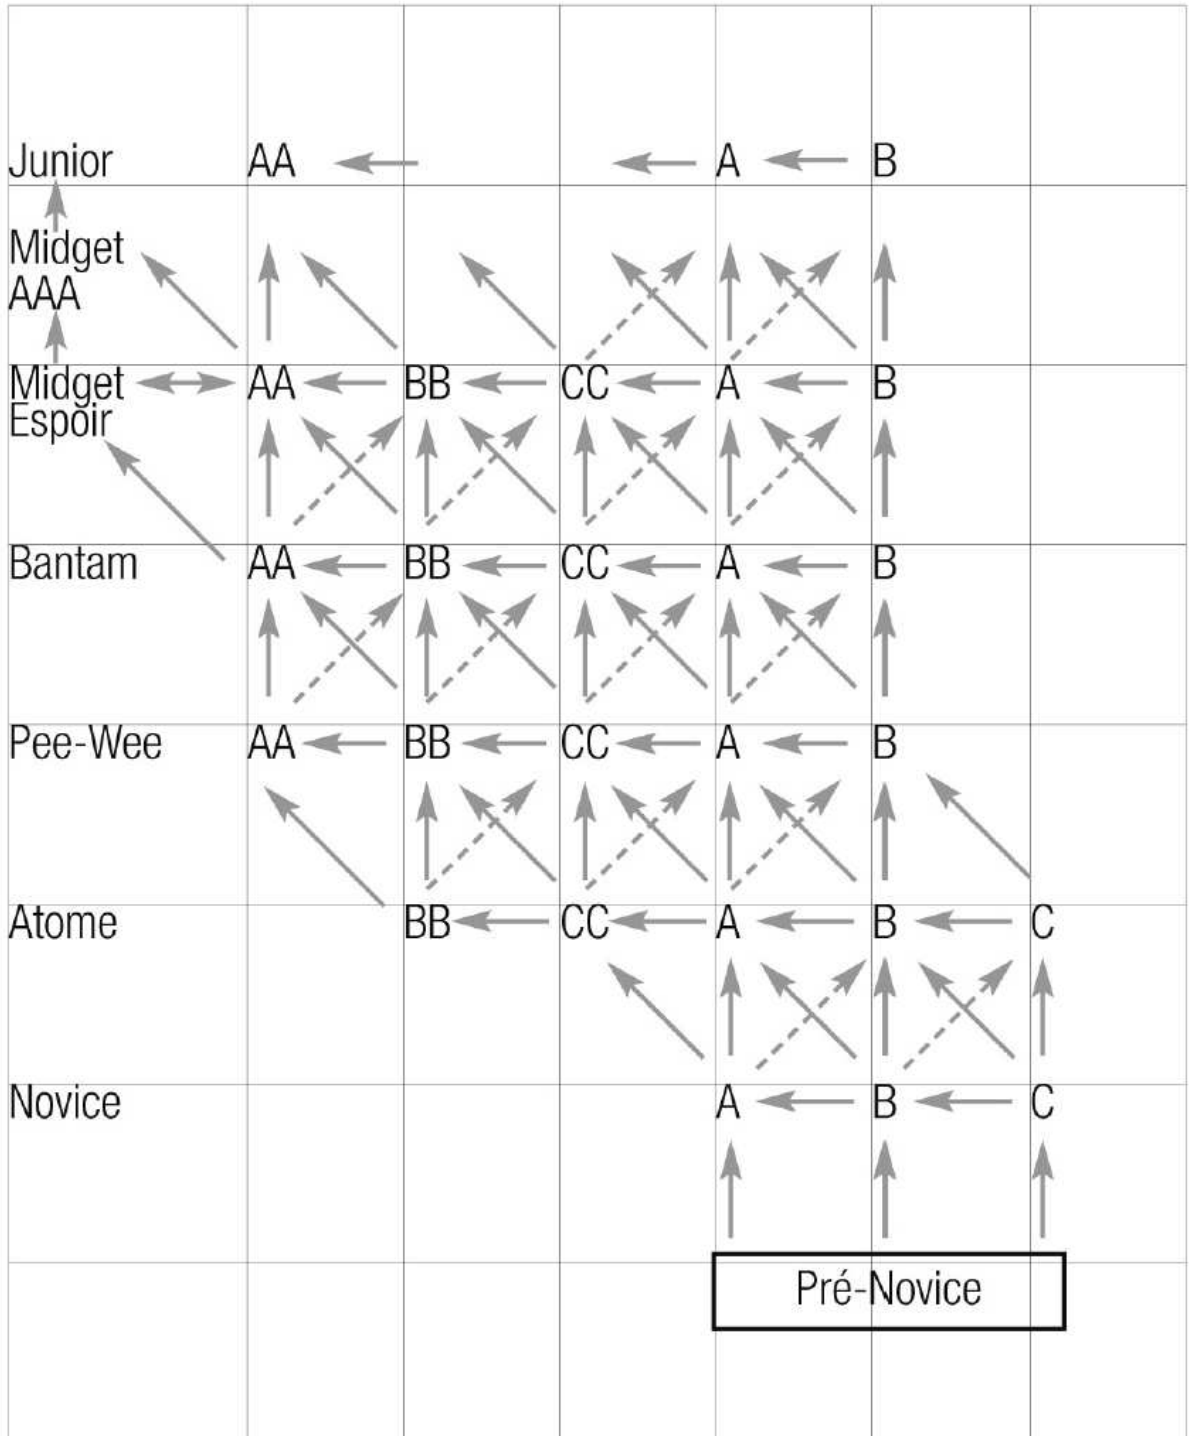 Junior AA A B
Midget
AAA
Midget AA BB CC A B
Espoir
Bantam AA BB CC A B
Pee-Wee AA BB CC A B
Atome BB CC A B C
Novice A B C
Pré-Novice